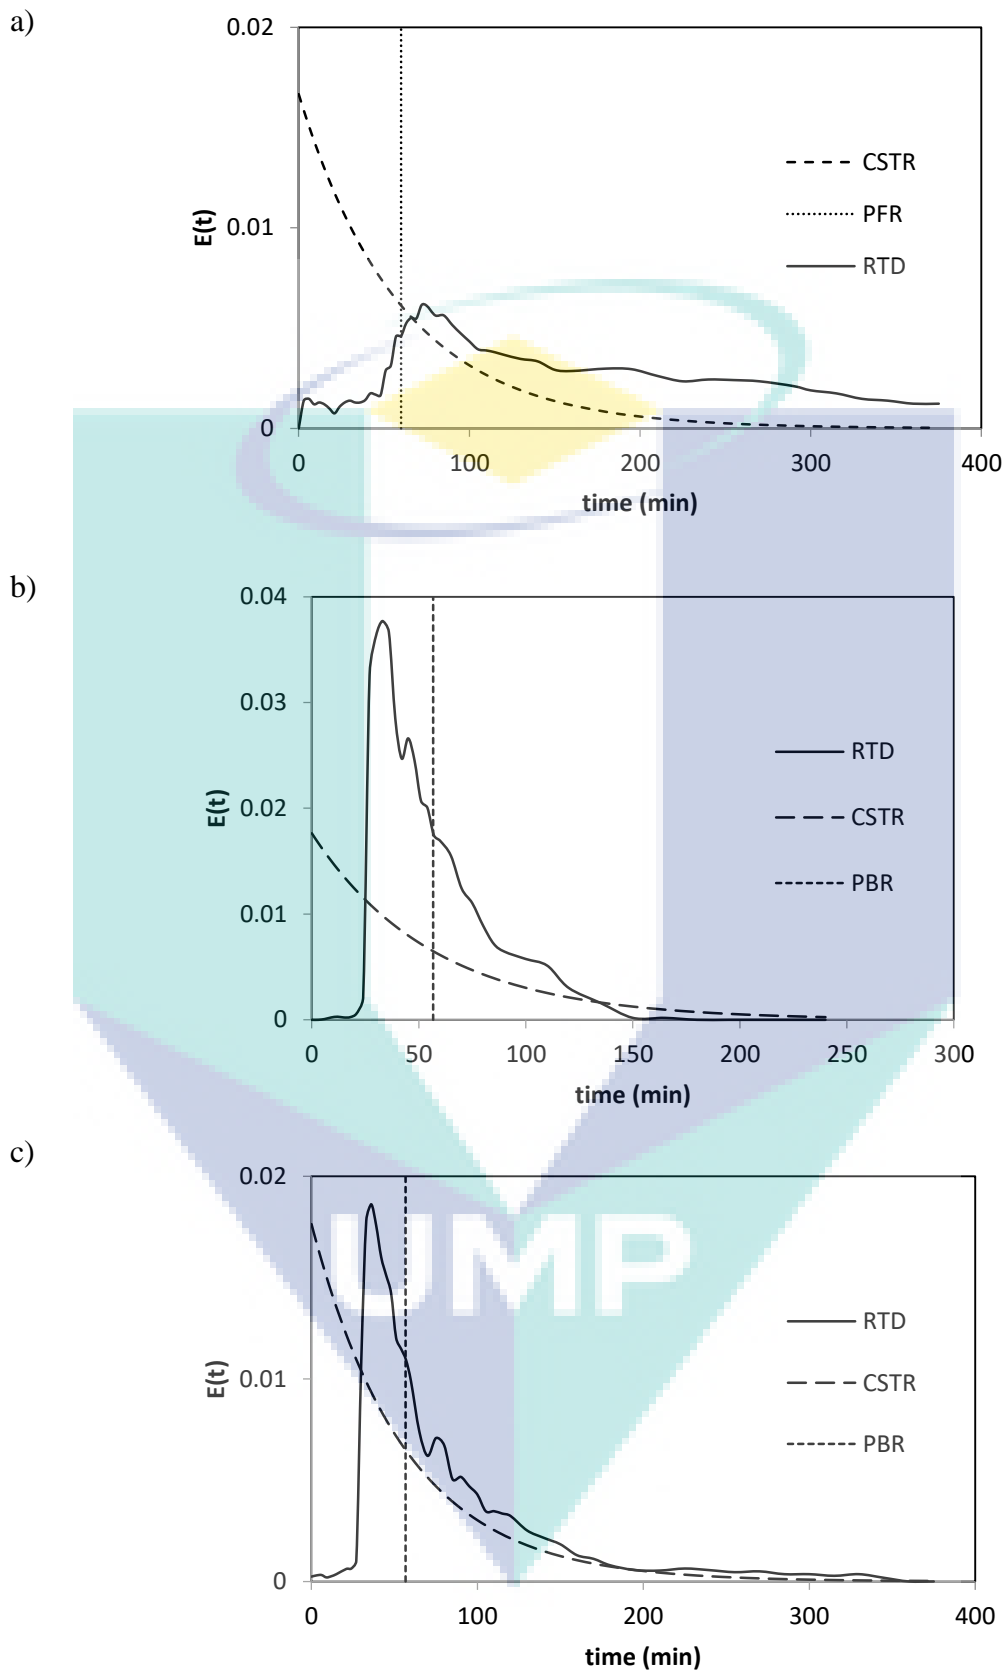 a)
0.02
CSTR
PFR
E(t)
0.01
RTD
0
0 100 200 300 400
time (min)
b)
0.04
0.03
RTD
E(t)
0.02
CSTR
PBR
0.01
0
0 50 100 150 200 250 300
time (min)
c)
0.02
UMP
RTD
E(t)
0.01
CSTR
PBR
0
0 100 200 300 400
time (min)